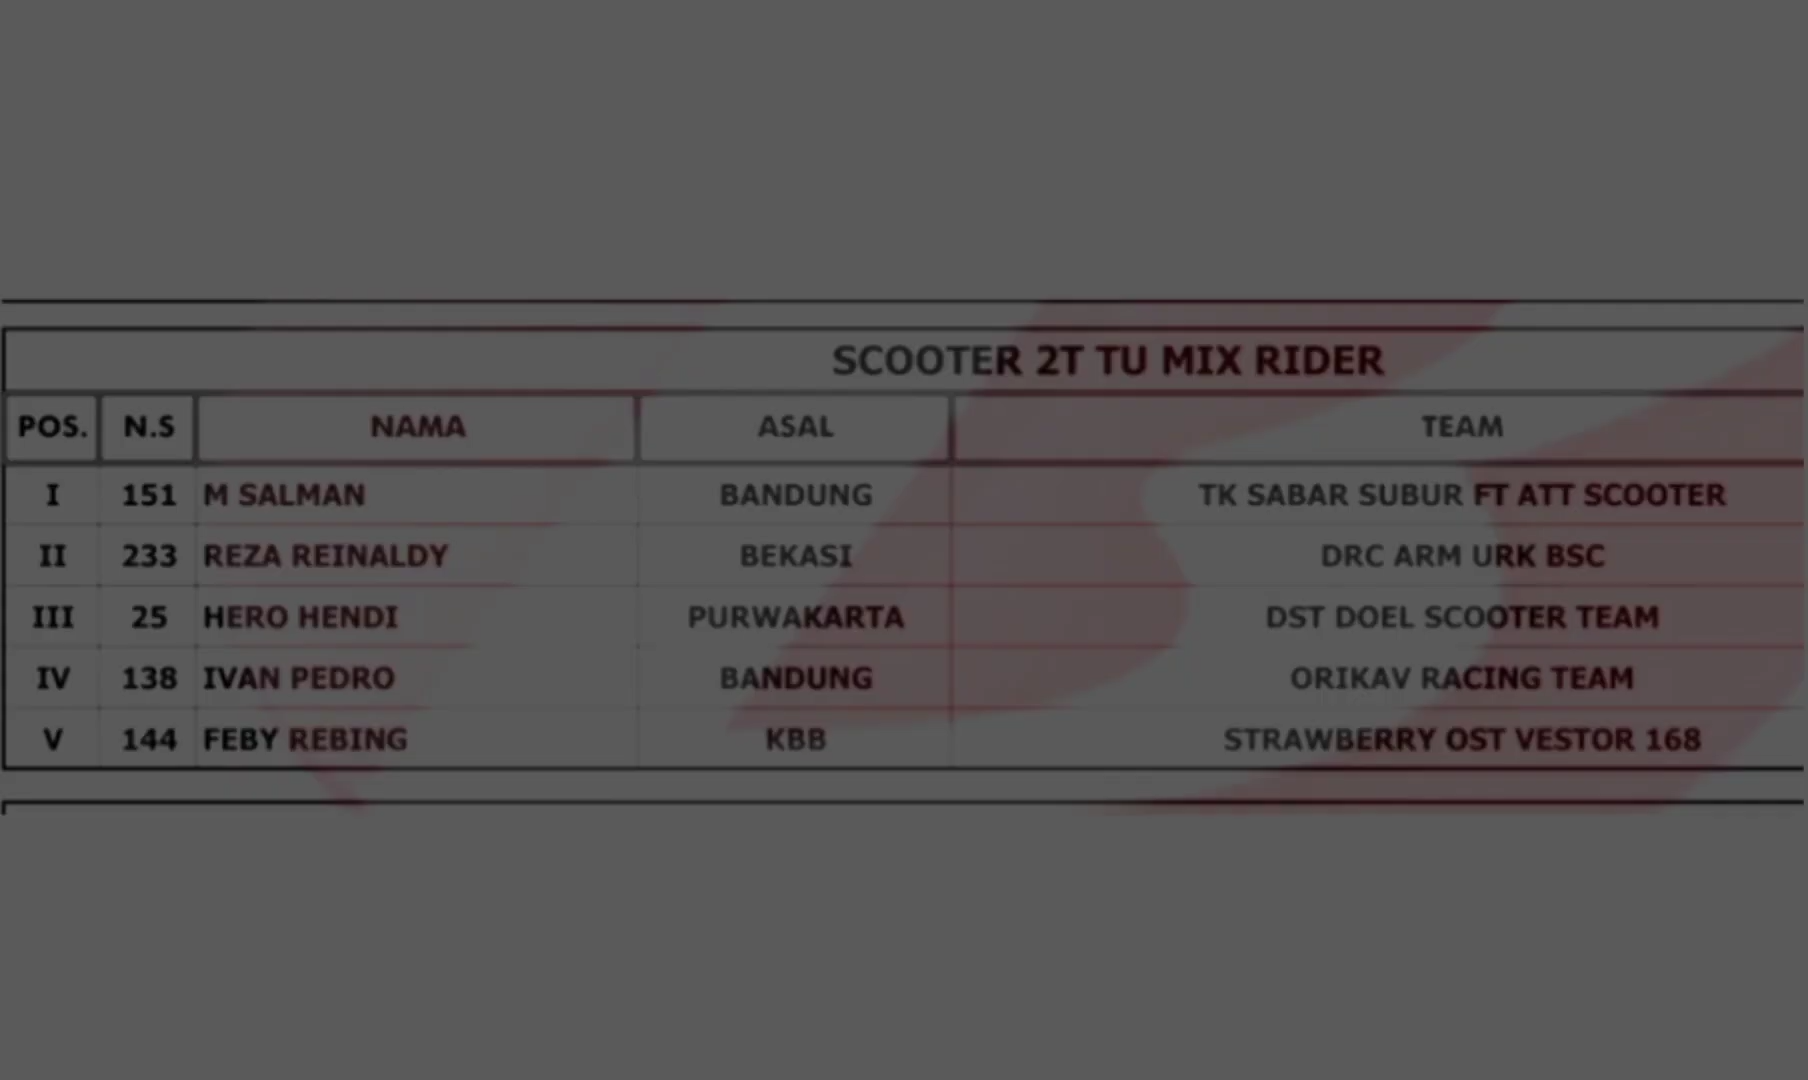 SCOOTER 2T TU MIX RIDER
POS. N.S NAMA ASAL TEAM
I 151 M SALMAN BANDUNG TK SABAR SUBUR FT ATT SCOOTER
II 233 REZA REINALDY BEKASI DRC ARM URK BSC
III 25 HERO HENDI PURWAKARTA DST DOEL SCOOTER TEAM
IV 138 IVAN PEDRO BANDUNG ORIKAV RACING TEAM
V 144 FEBY REBING KBB STRAWBERRY OST VESTOR 168